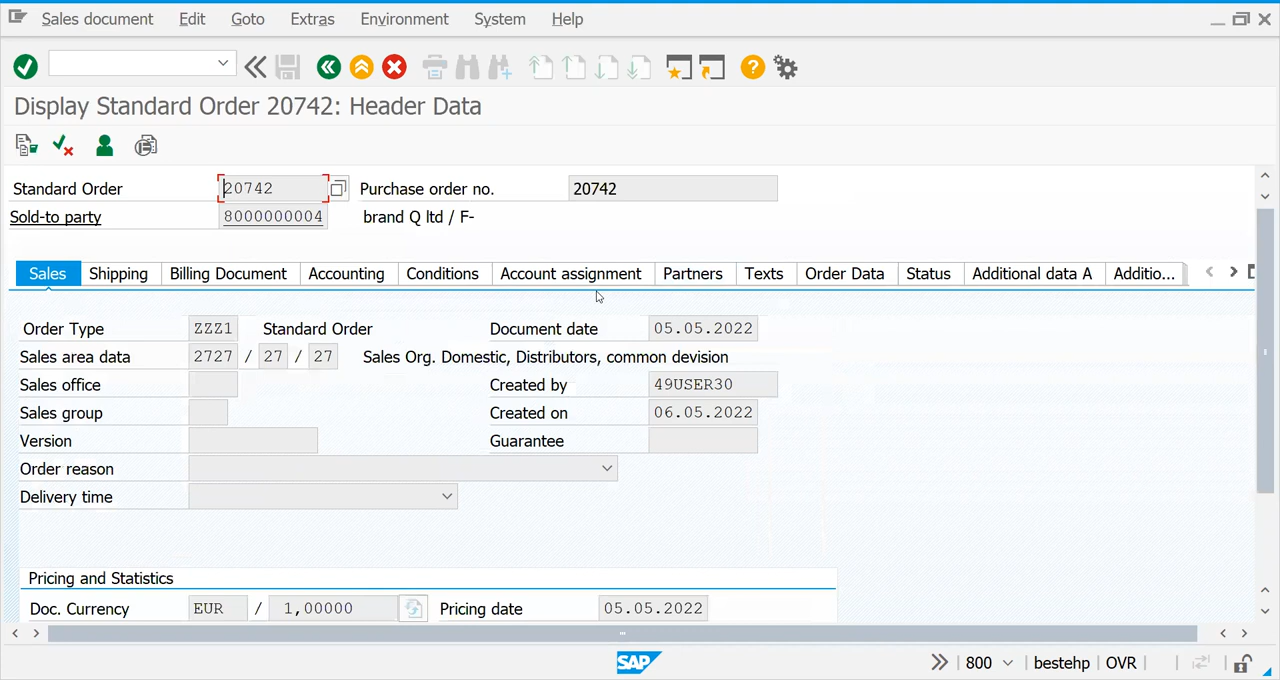 Sales document Edit Goto Extras Environment System Help
Display Standard Order 20742: Header Data
Standard Order 20742 Purchase order no. 20742
Sold-to party 8000000004 brand Q ltd / F-
Sales Shipping Billing Document Accounting Conditions Account assignment Partners Texts Order Data Status Additional data A Additio...
Order Type ZZZ1 Standard Order Document date 05.05.2022
Sales area data 2727 / 27 / 27 Sales Org. Domestic, Distributors, common devision
Sales office Created by 49USER30
Sales group Created on 06.05.2022
Version Guarantee
Order reason
Delivery time
Pricing and Statistics
Doc. Currency EUR / 1,00000 Pricing date 05.05.2022
SAP 800 bestehp OVR